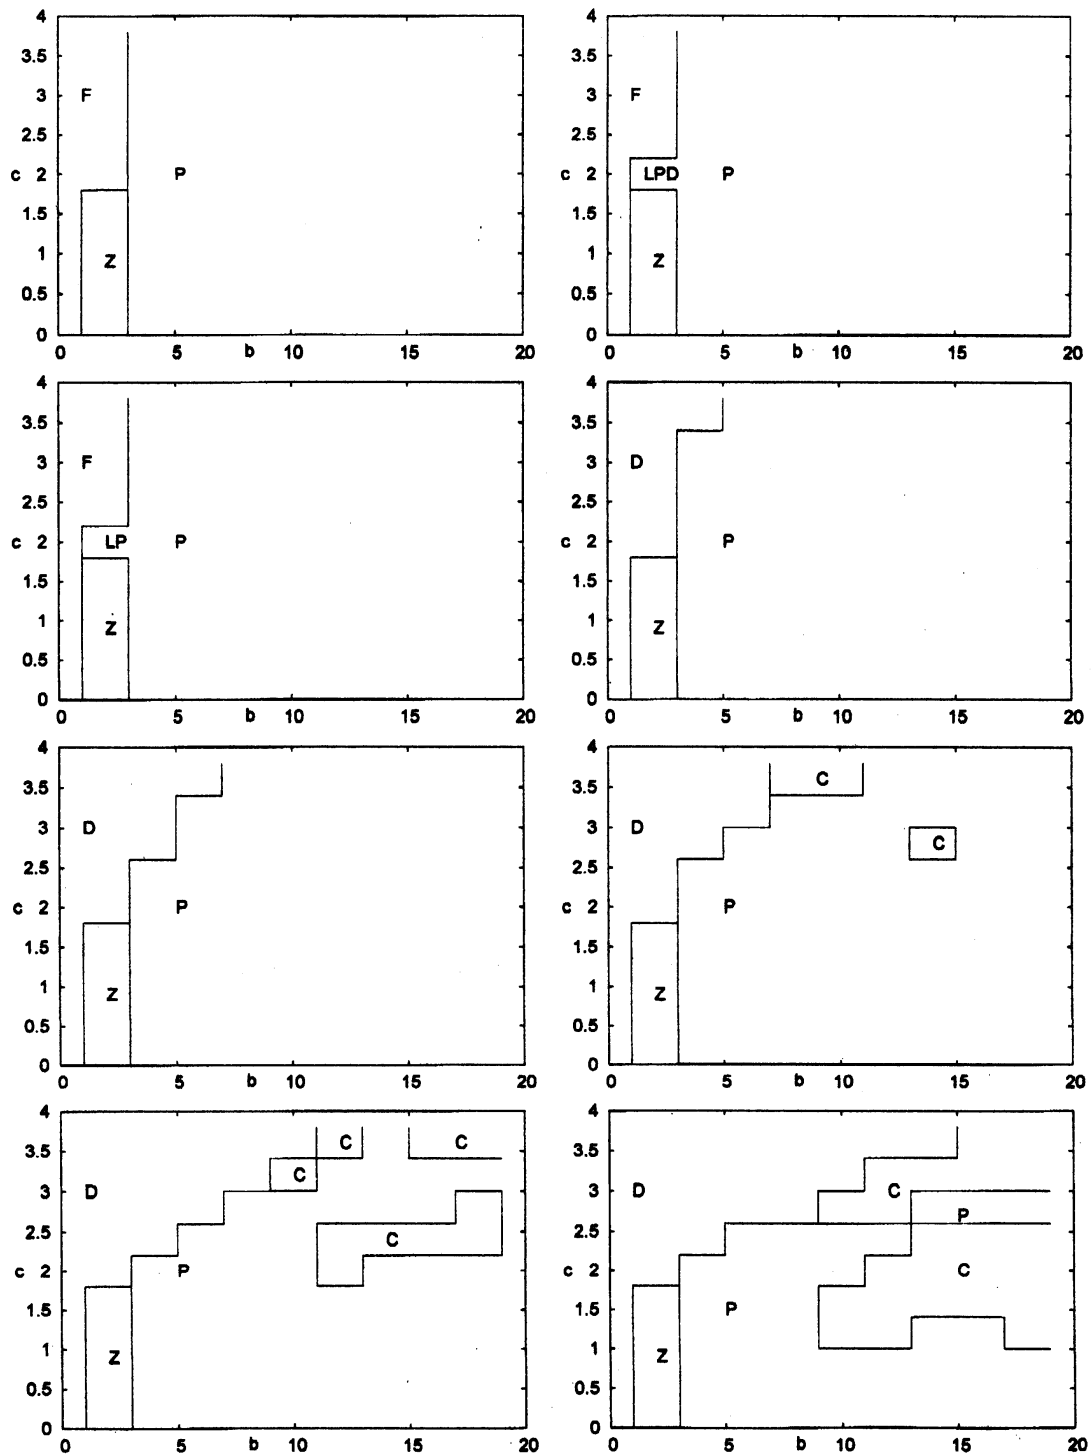 4 4
3.5 3.5
3 F 3 F
2.5 2.5
c 2 P c 2 LPD P
1.5 1.5
1 Z 1 Z
0.5 0.5
0 0
0 5 b 10 15 20 0 5 b 10 15 20
4 4
3.5 3.5
3 F 3 D
2.5 2.5
c 2 LP P c 2 P
1.5 1.5
1 Z 1 Z
0.5 0.5
0 0
0 5 b 10 15 20 0 5 b 10 15 20
4 4
3.5 3.5 C
3 D 3 D C
2.5 2.5
c 2 P c 2 P
1.5 1.5
1 Z 1 Z
0.5 0.5
0 0
0 5 b 10 15 20 0 5 b 10 15 20
4 4
3.5 C C 3.5
3 D C 3 D C
2.5 C 2.5 P
c 2 P c 2 C
1.5 1.5 P
1 Z 1 Z
0.5 0.5
0 0
0 5 b 10 15 20 0 5 b 10 15 20